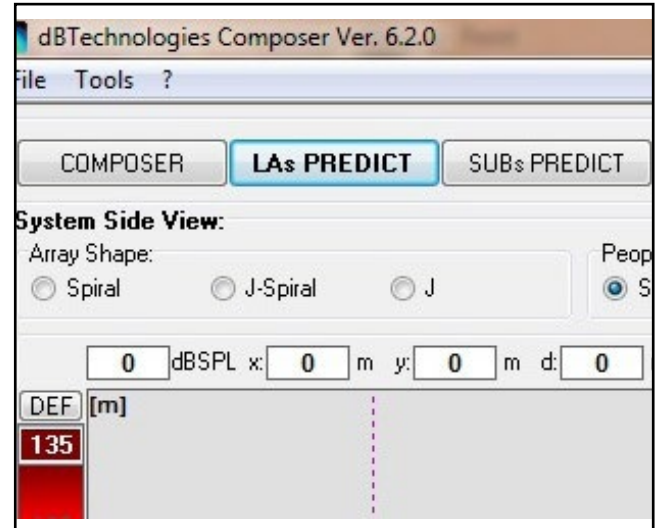 dBTechnologies Composer Ver. 6.2.0
File Tools ?
COMPOSER LAs PREDICT SUBs PREDICT
System Side View:
Array Shape: Peop
Spiral J-Spiral J S
0 dBSPL x: 0 m y: 0 m d: 0
DEF [m]
135